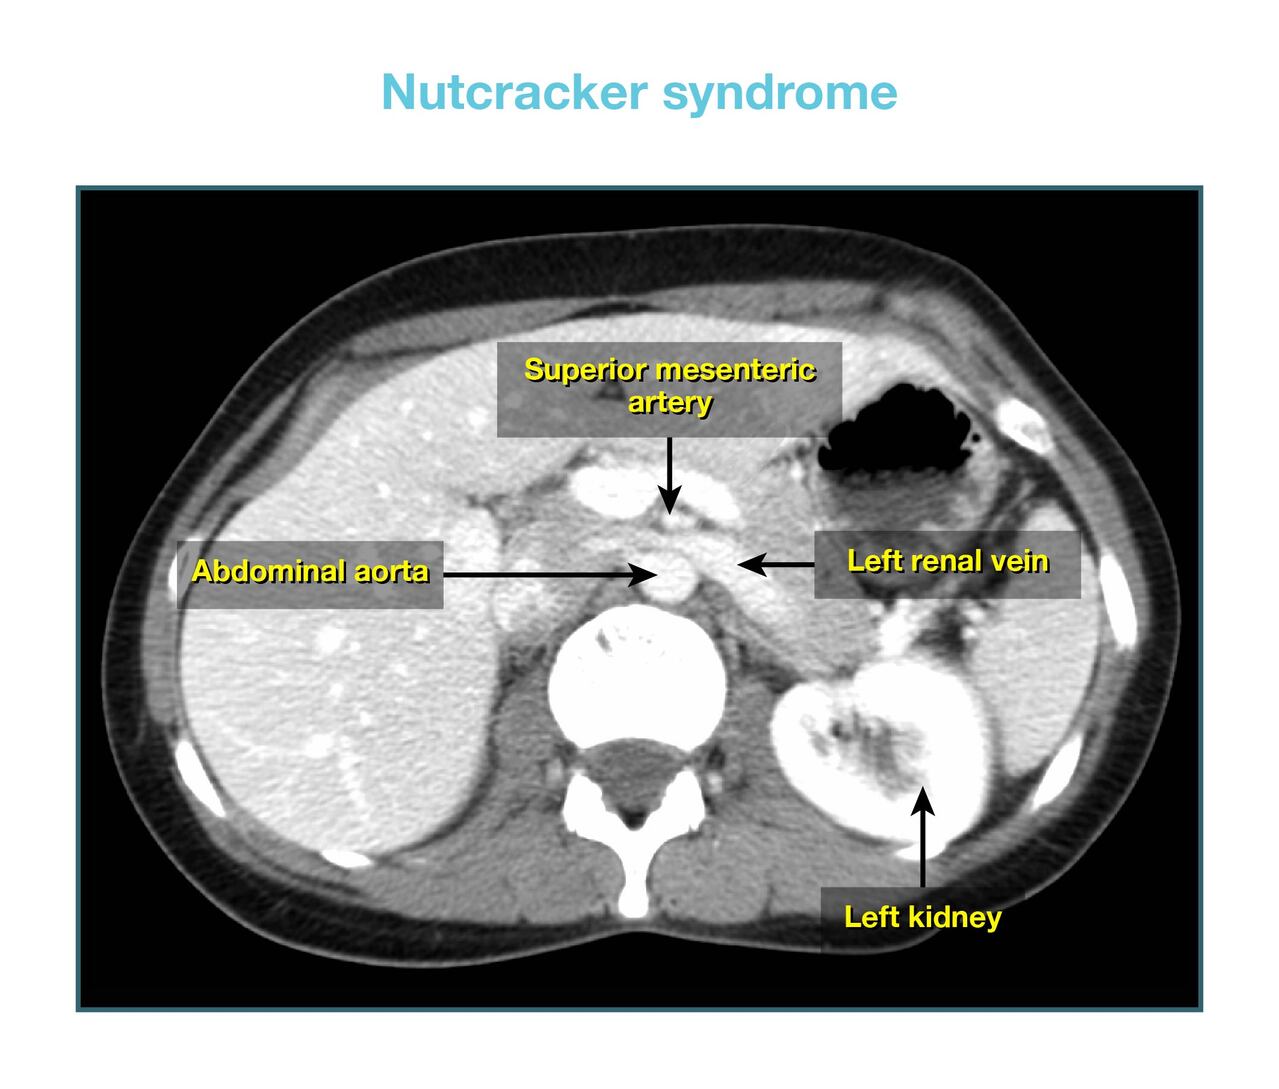 Nutcracker syndrome
Superior mesenteric
artery
Abdominal aorta
Left renal vein
Left kidney